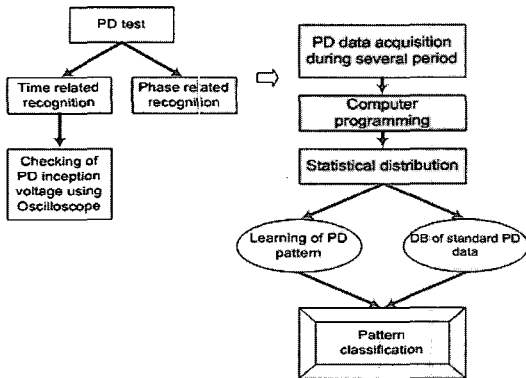 PD test
Time related
recognition
Phase related
recognition
Checking of
PD inception
voltage using
Oscilloscope
PD data acquisition
during several period
Computer
programming
Statistical distribution
Learning of PD
pattern
DB of standard PD
data
Pattern
classification